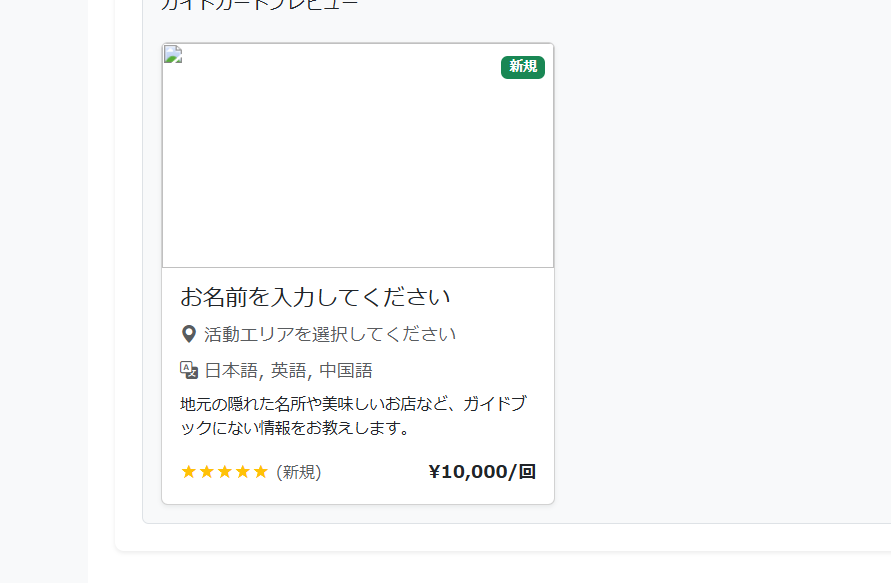 ガイドカードプレビュー
新規
お名前を入力してください
活動エリアを選択してください
日本語, 英語, 中国語
地元の隠れた名所や美味しいお店など、ガイドブ
ックにない情報をお教えします。
★★★★★ (新規) ¥10,000/回